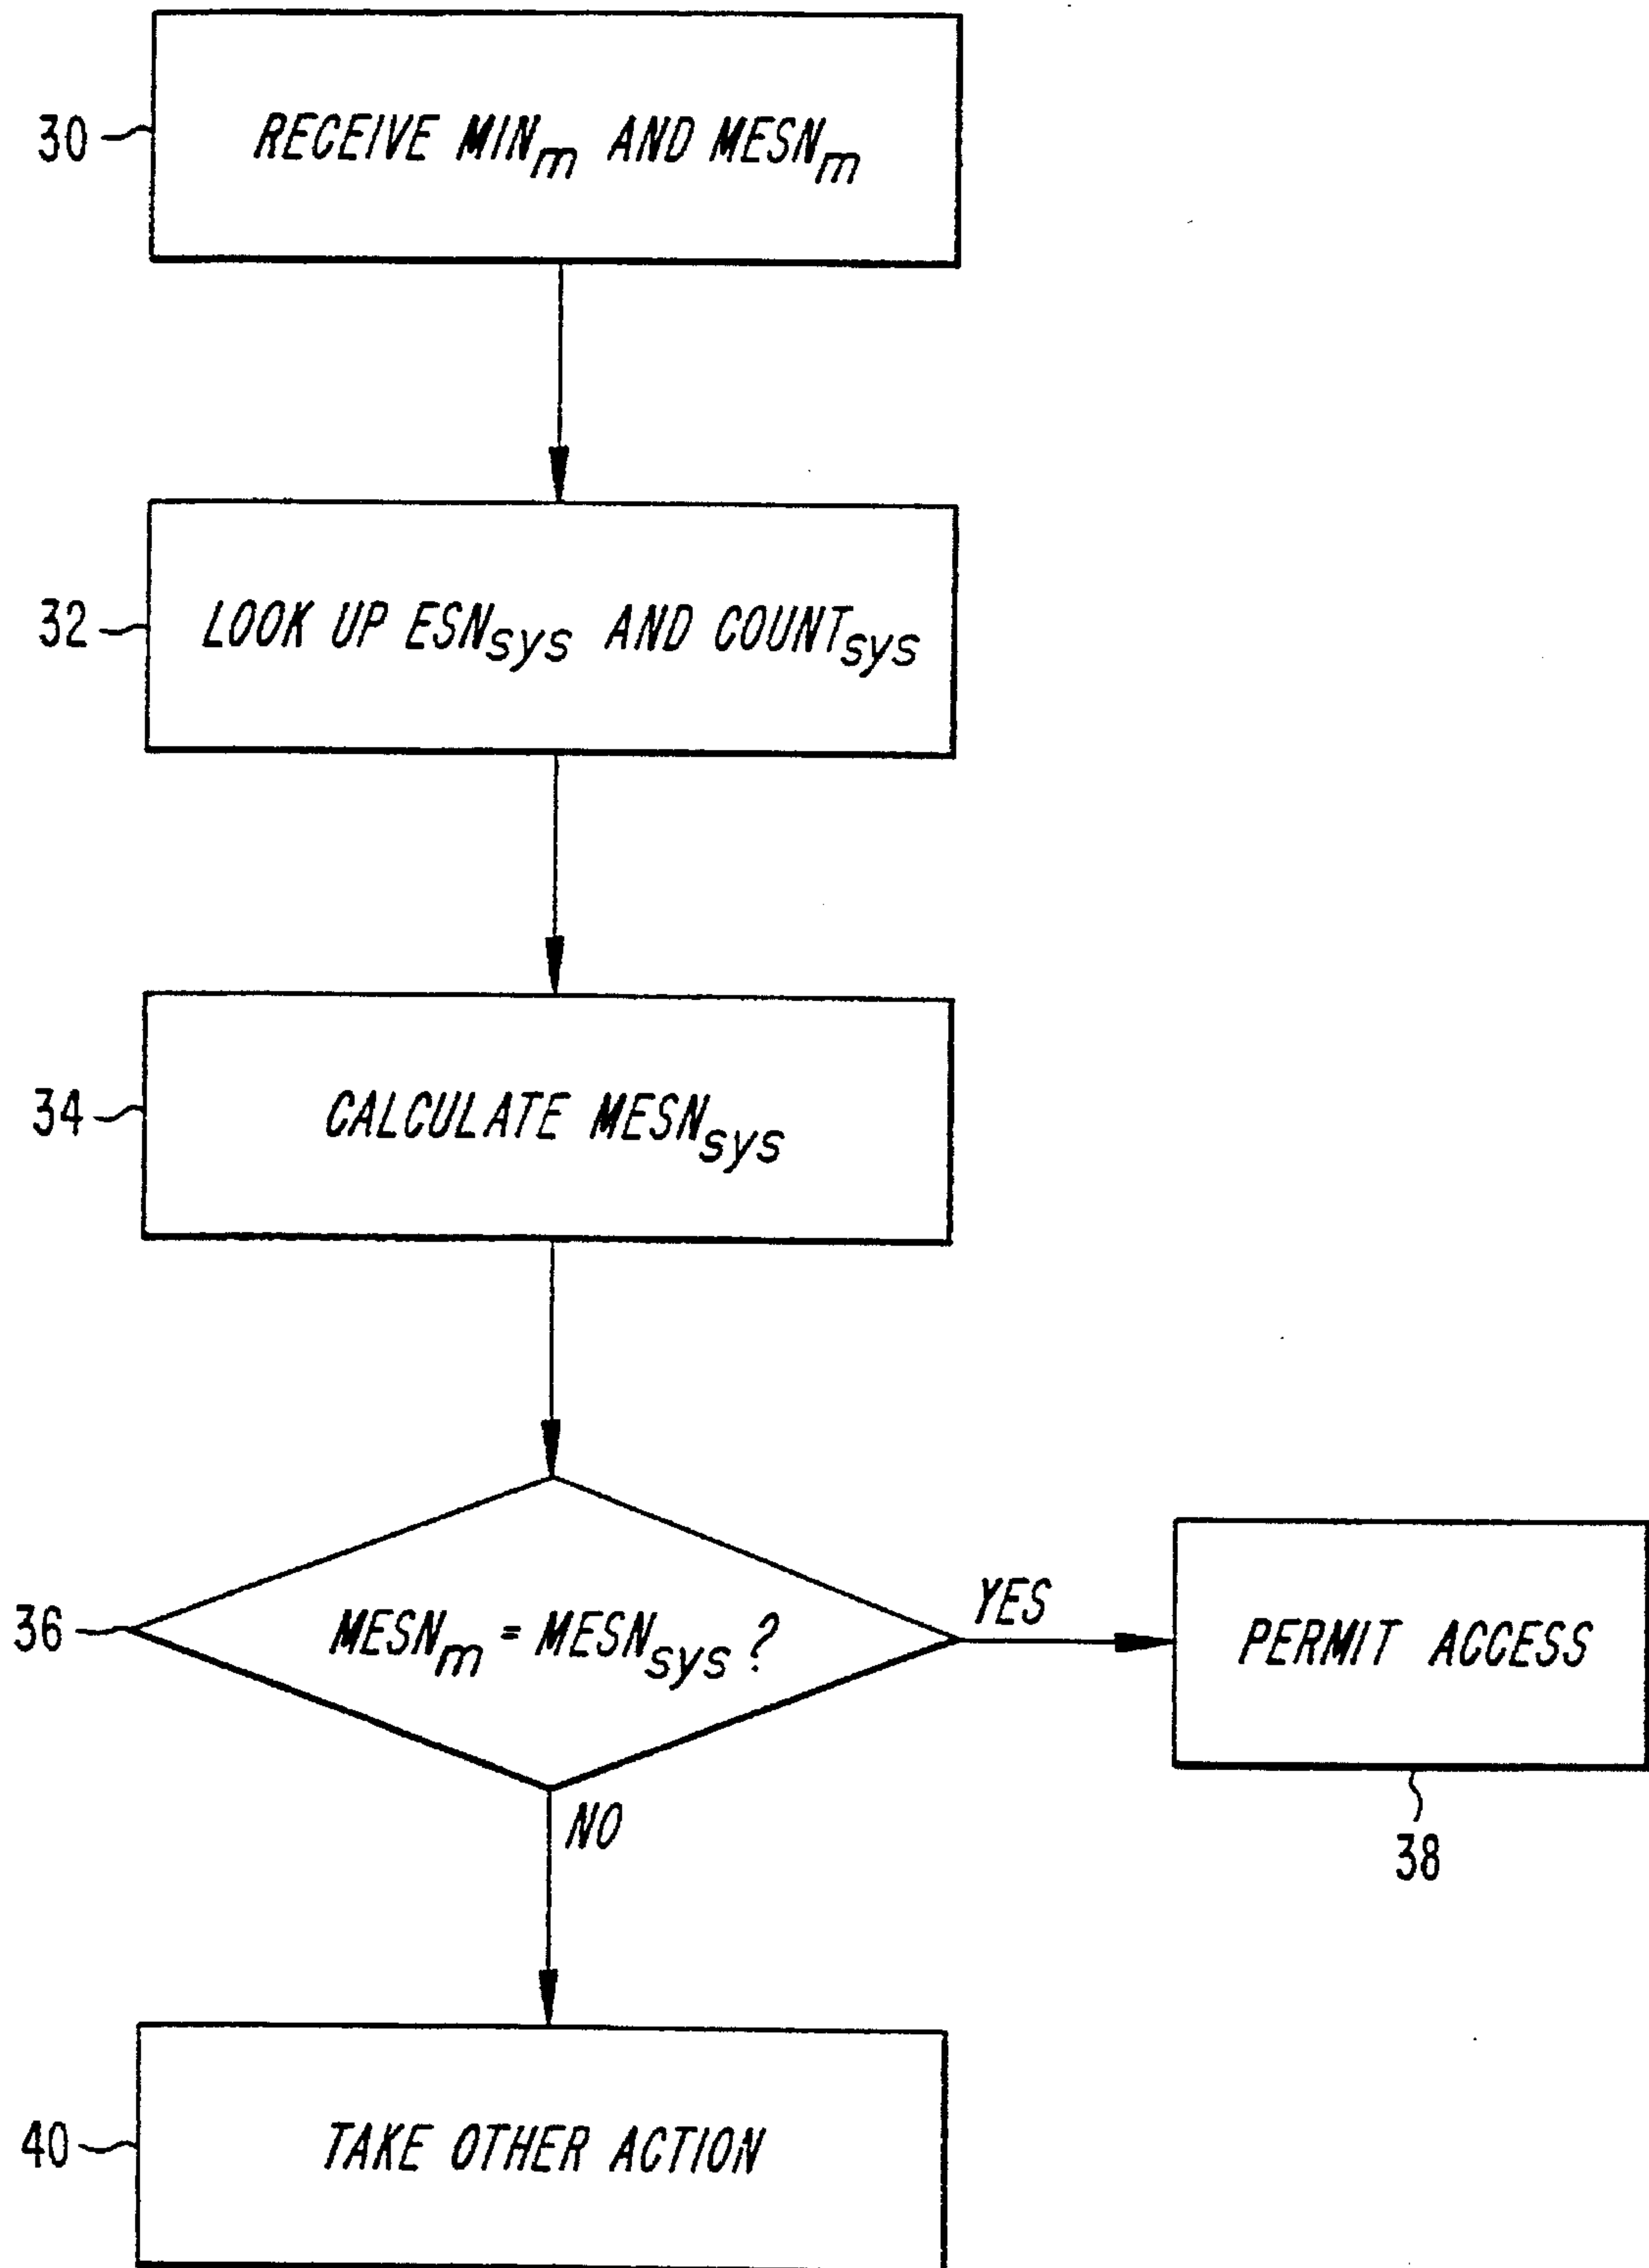 30 RECEIVE MINm AND MESNm
32 LOOK UP ESNsys AND COUNTsys
34 CALCULATE MESNsys
36 MESNm = MESNsys ?
YES
PERMIT ACCESS
38
NO
40 TAKE OTHER ACTION